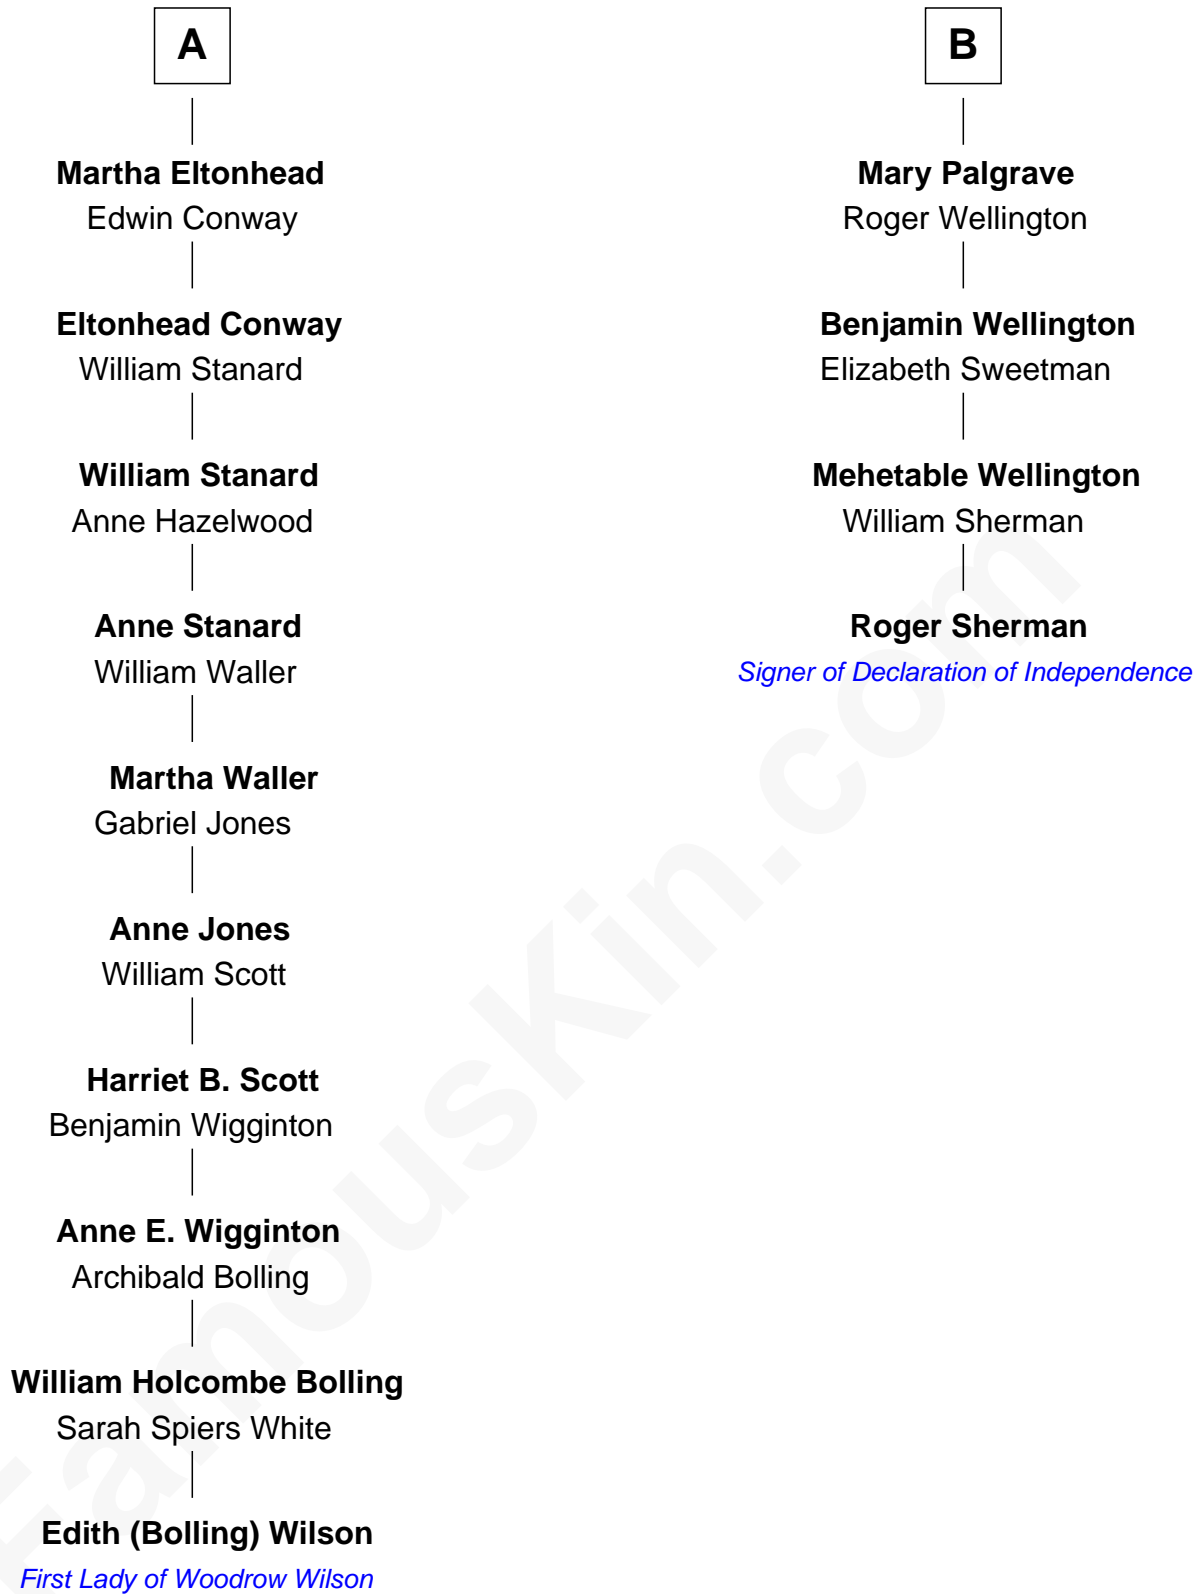 A
Martha Eltonhead
Edwin Conway
Eltonhead Conway
William Stanard
William Stanard
Anne Hazelwood
Anne Stanard
William Waller
Martha Waller
Gabriel Jones
Anne Jones
William Scott
Harriet B. Scott
Benjamin Wigginton
Anne E. Wigginton
Archibald Bolling
William Holcombe Bolling
Sarah Spiers White
Edith (Bolling) Wilson
First Lady of Woodrow Wilson
B
Mary Palgrave
Roger Wellington
Benjamin Wellington
Elizabeth Sweetman
Mehetable Wellington
William Sherman
Roger Sherman
Signer of Declaration of Independence
FamousKin.com